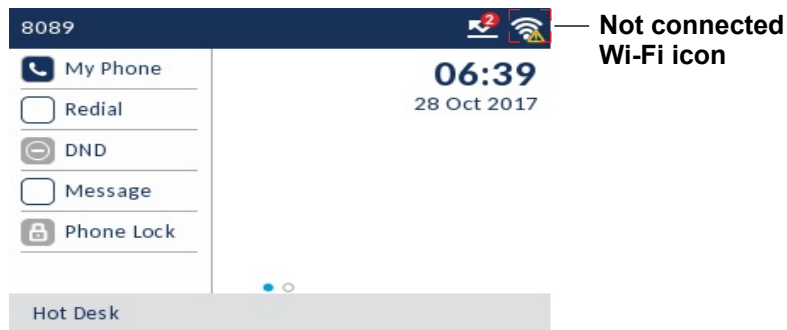 8089
2
Not connected
Wi-Fi icon
My Phone
06:39
Redial
28 Oct 2017
DND
Message
Phone Lock
Hot Desk